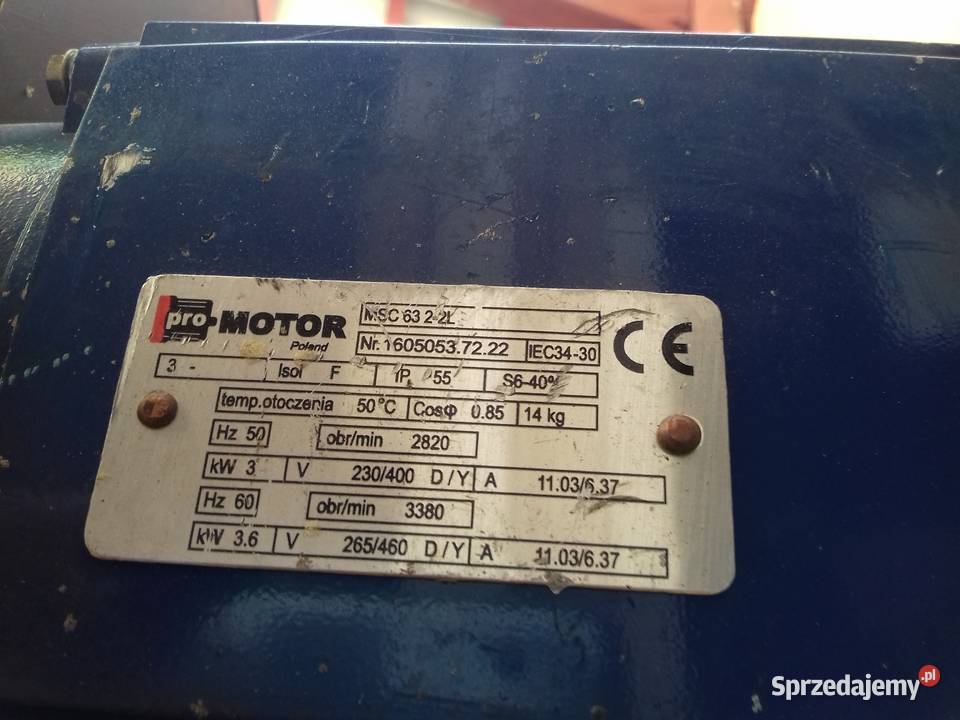 pro MOTOR
Poland
MSC 63 2-2L
Nr. 1605053.72.22 IEC34-30
CE
3 - Isol F IP 55 S6-40%
temp.otoczenia 50°C Cosφ 0.85 14 kg
Hz 50 obr/min 2820
kW 3 V 230/400 D/Y A 11.03/6.37
Hz 60 obr/min 3380
kW 3.6 V 265/460 D/Y A 11.03/6.37
Sprzedajemy.pl